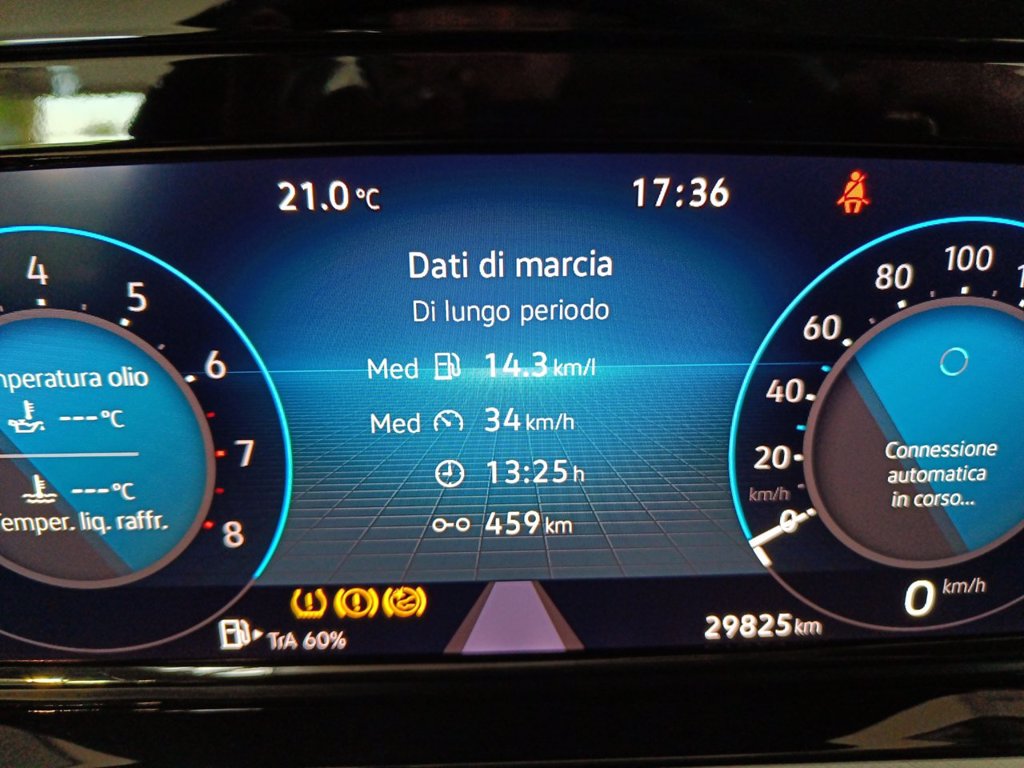 21.0 °C
17:36
Dati di marcia
Di lungo periodo
Med 14.3 km/l
Med 34 km/h
13:25 h
459 km
4
5
6
7
8
olio
---°C
---°C
liq. raffr.
TrA 60%
0
20
40
60
80
100
km/h
Connessione
automatica
in corso...
0 km/h
29825 km